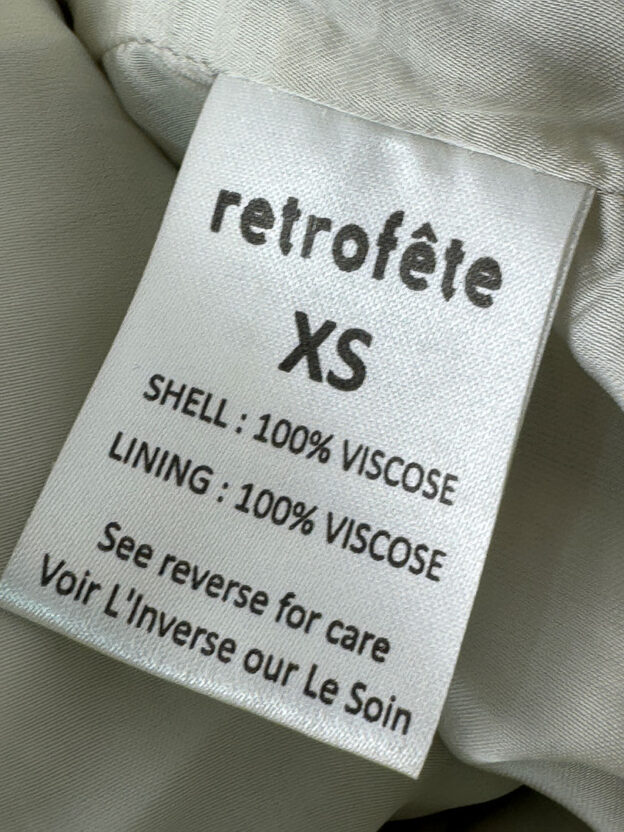 retrofête
XS
SHELL : 100% VISCOSE
LINING : 100% VISCOSE
See reverse for care
Voir L'Inverse our Le Soin